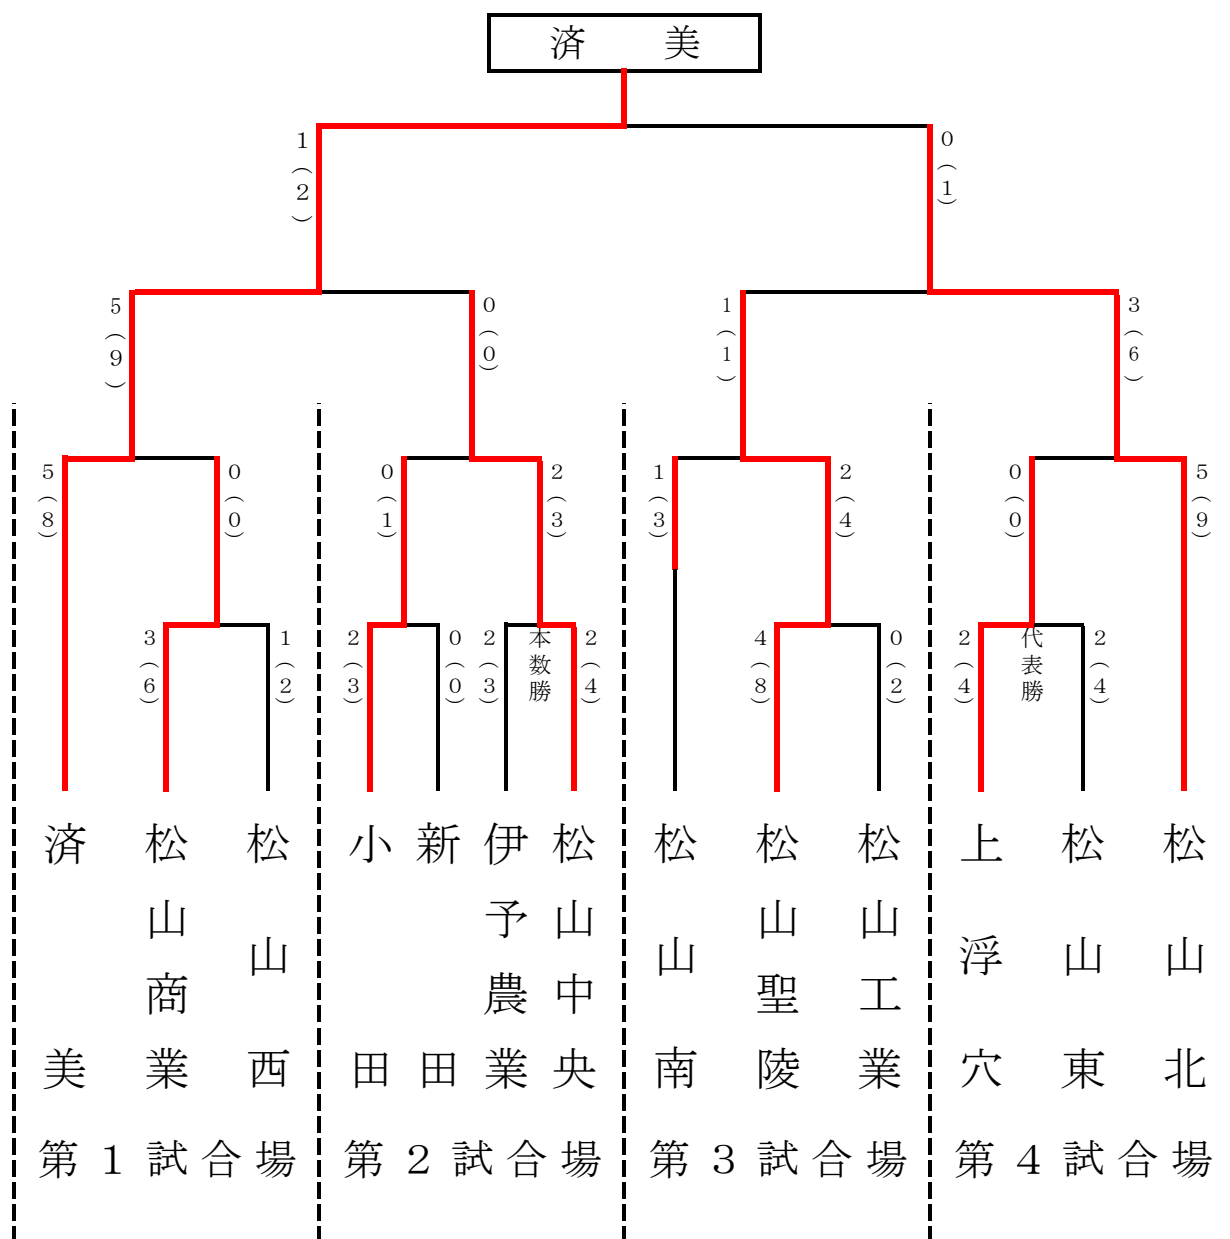 済美
1(2)
0(1)
5(9)
0(0)
1(1)
3(6)
5(8)
0(0)
0(1)
2(3)
1(3)
2(4)
0(0)
5(9)
3(6)
1(2)
2(3)
0(0)
2(3)
本数勝
2(4)
4(8)
0(2)
2(4)
代表勝
2(4)
済美
松山商業
松山西
小田
新田
伊予農業
松山中央
松山南
松山聖陵
松山工業
上浮穴
松山東
松山北
第1試合場
第2試合場
第3試合場
第4試合場